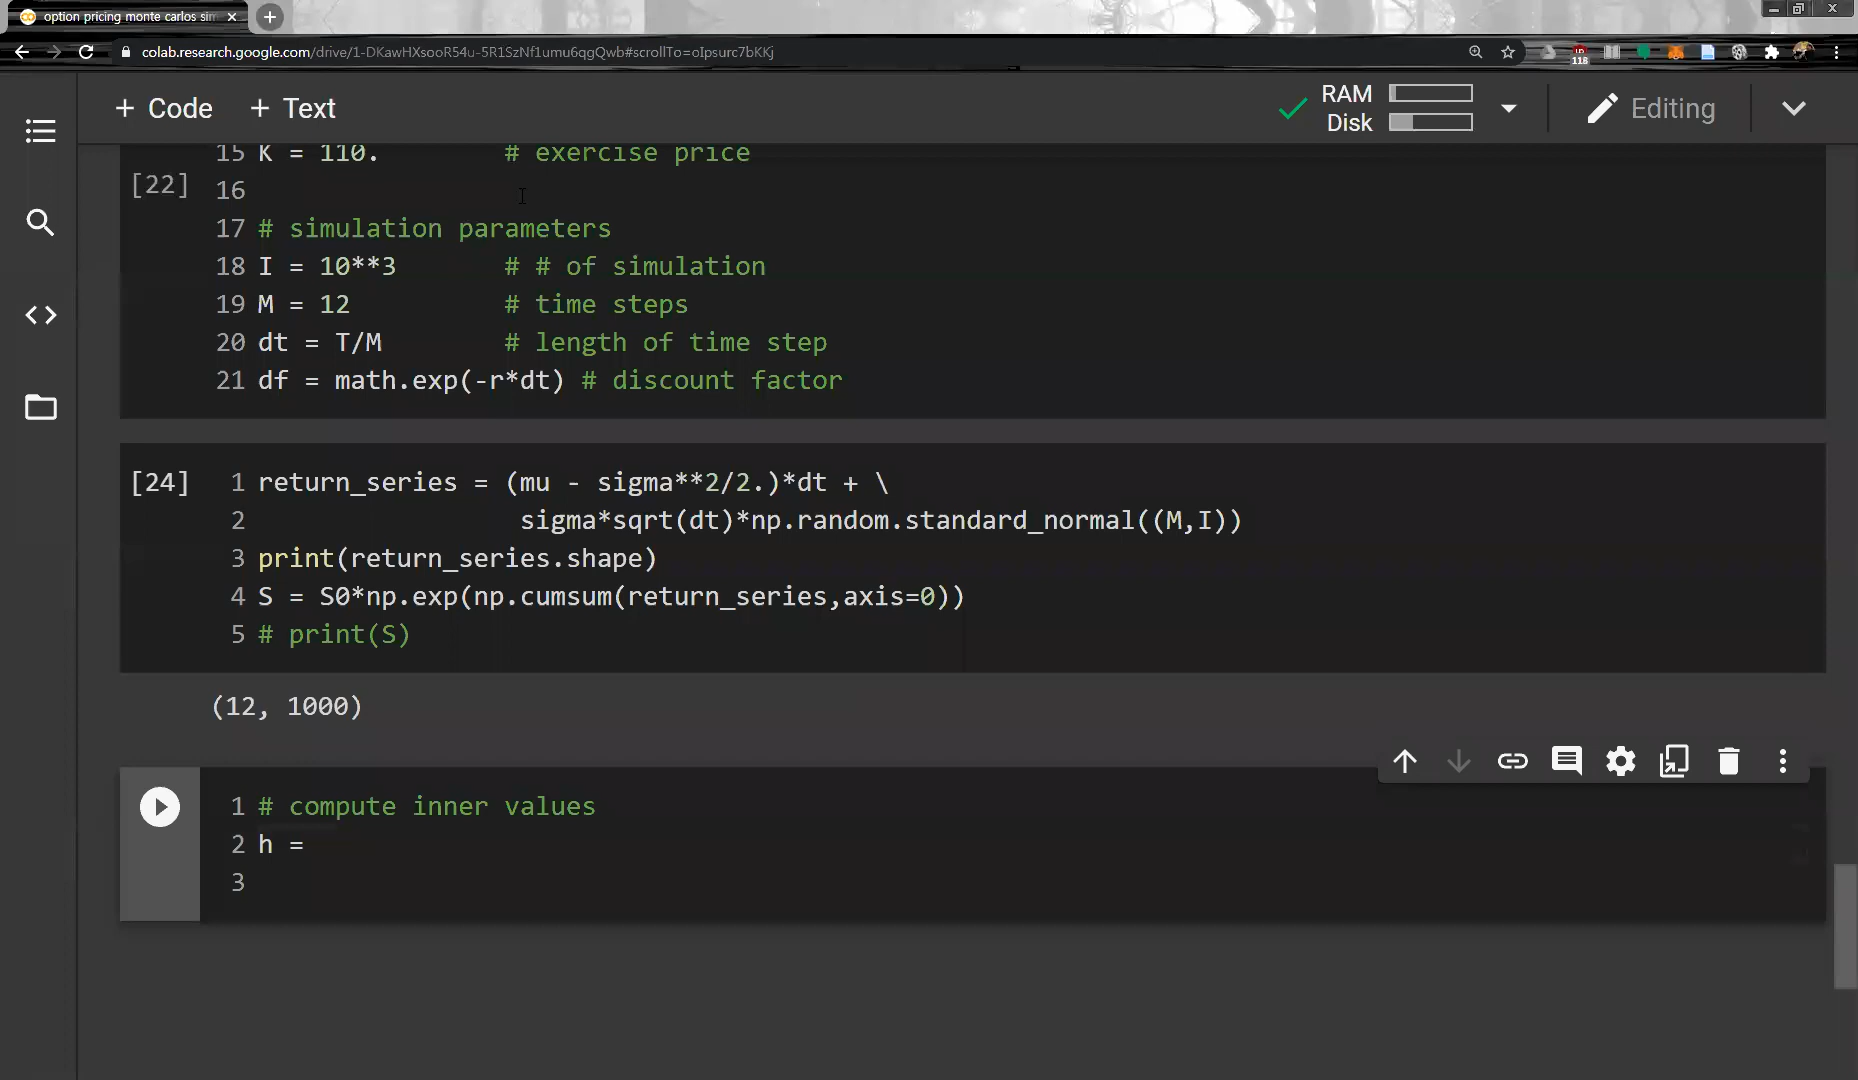 option pricing monte carlos sim
colab.research.google.com/drive/1-DKawHXsooR54u-5R1SzNf1umu6qgQwb#scrollTo=oIpsurc7bKKj
118
+ Code + Text
RAM
Disk
Editing
15 K = 110. # exercise price
[22] 16
17 # simulation parameters
18 I = 10**3 # # of simulation
19 M = 12 # time steps
20 dt = T/M # length of time step
21 df = math.exp(-r*dt) # discount factor
[24] 1 return_series = (mu - sigma**2/2.)*dt + \
2 sigma*sqrt(dt)*np.random.standard_normal((M,I))
3 print(return_series.shape)
4 S = S0*np.exp(np.cumsum(return_series,axis=0))
5 # print(S)
(12, 1000)
1 # compute inner values
2 h =
3